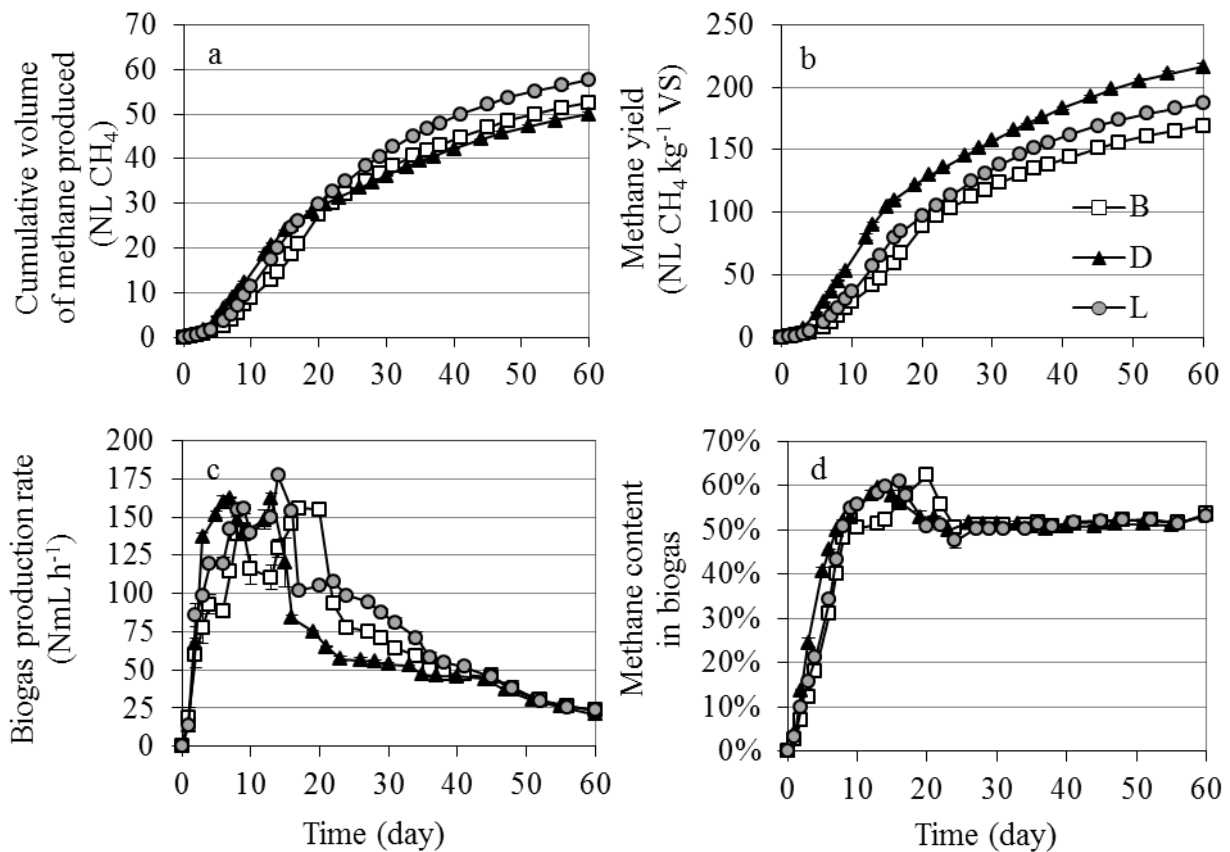 Cumulative volume
of methane produced
(NL CH₄)
70
60
50
40
30
20
10
0
a
0 10 20 30 40 50 60
Methane yield
(NL CH₄ kg⁻¹ VS)
250
200
150
100
50
0
b
B
D
L
0 10 20 30 40 50 60
Biogas production rate
(NmL h⁻¹)
200
175
150
125
100
75
50
25
0
c
0 10 20 30 40 50 60
Time (day)
Methane content
in biogas
70%
60%
50%
40%
30%
20%
10%
0%
d
0 10 20 30 40 50 60
Time (day)